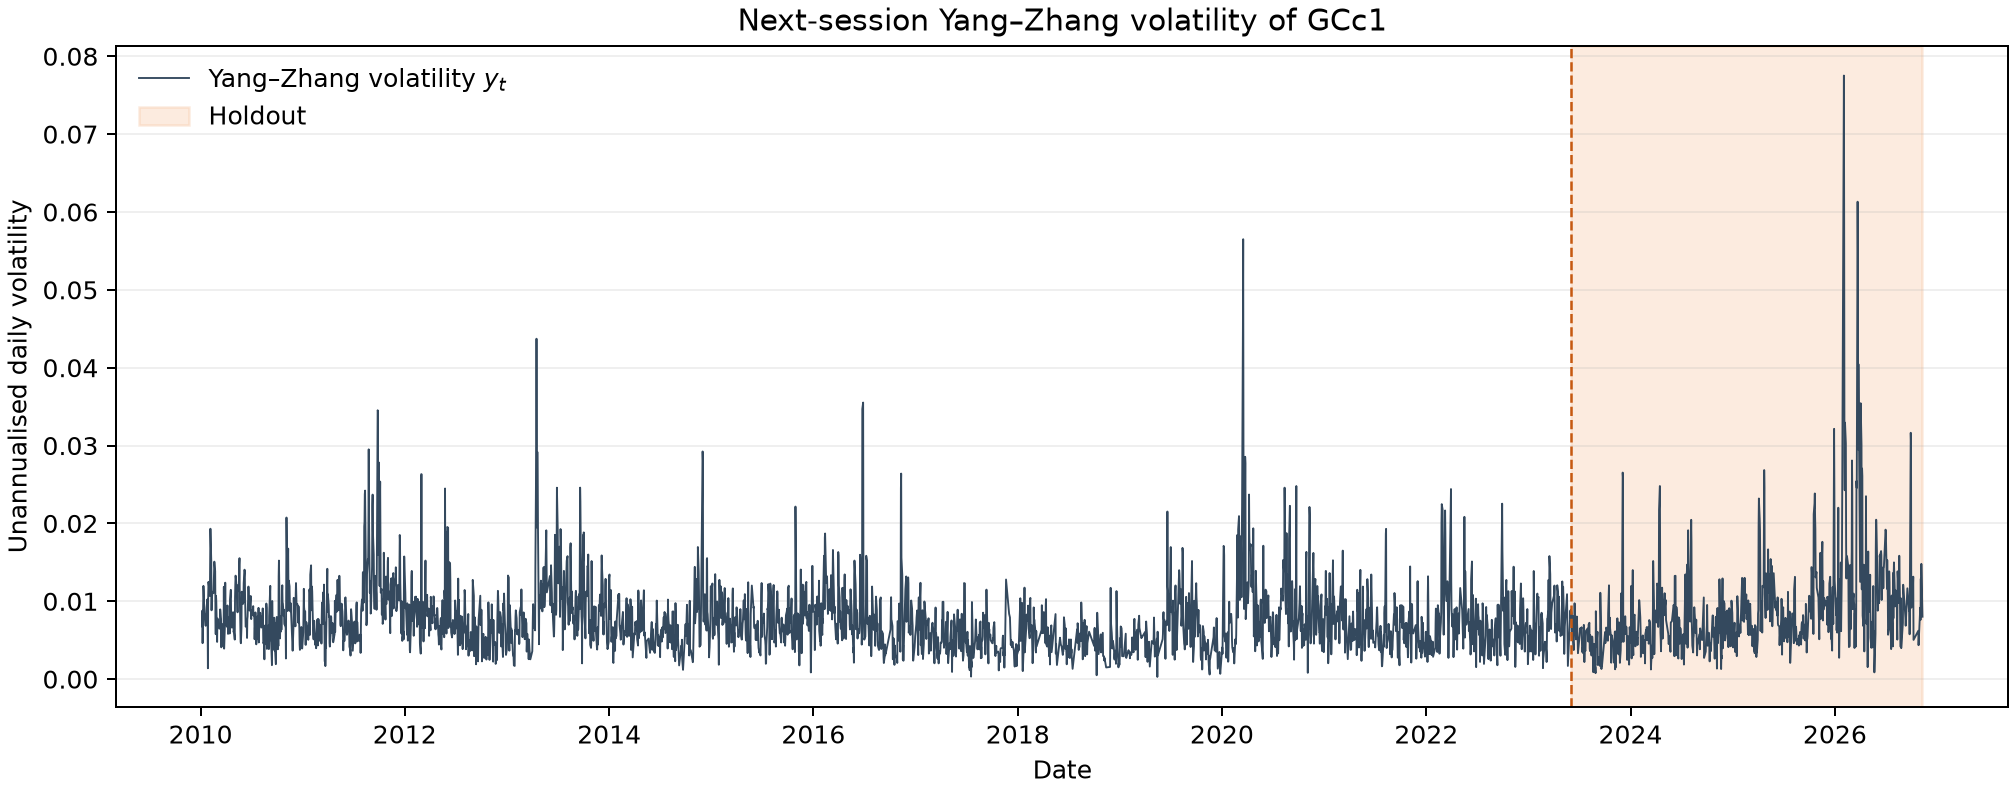 Next-session Yang–Zhang volatility of GCc1
Yang–Zhang volatility yt
Holdout
Unannualised daily volatility
0.08
0.07
0.06
0.05
0.04
0.03
0.02
0.01
0.00
2010 2012 2014 2016 2018 2020 2022 2024 2026
Date